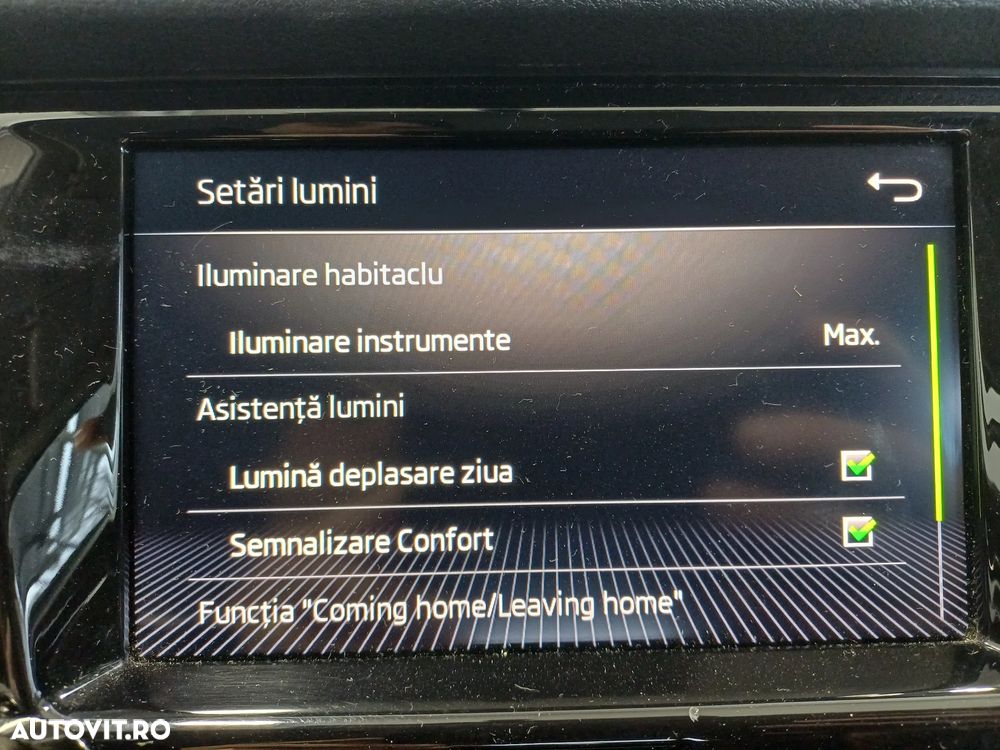 Setări lumini
Iluminare habitaclu
Iluminare instrumente Max.
Asistență lumini
Lumină deplasare ziua
Semnalizare Confort
Funcția "Coming home/Leaving home"
AUTOVIT.RO